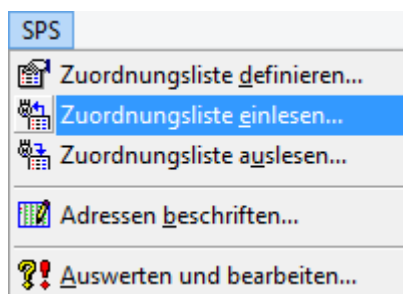 SPS
Zuordnungsliste definieren...
Zuordnungsliste einlesen...
Zuordnungsliste auslesen...
Adressen beschriften...
Auswerten und bearbeiten...